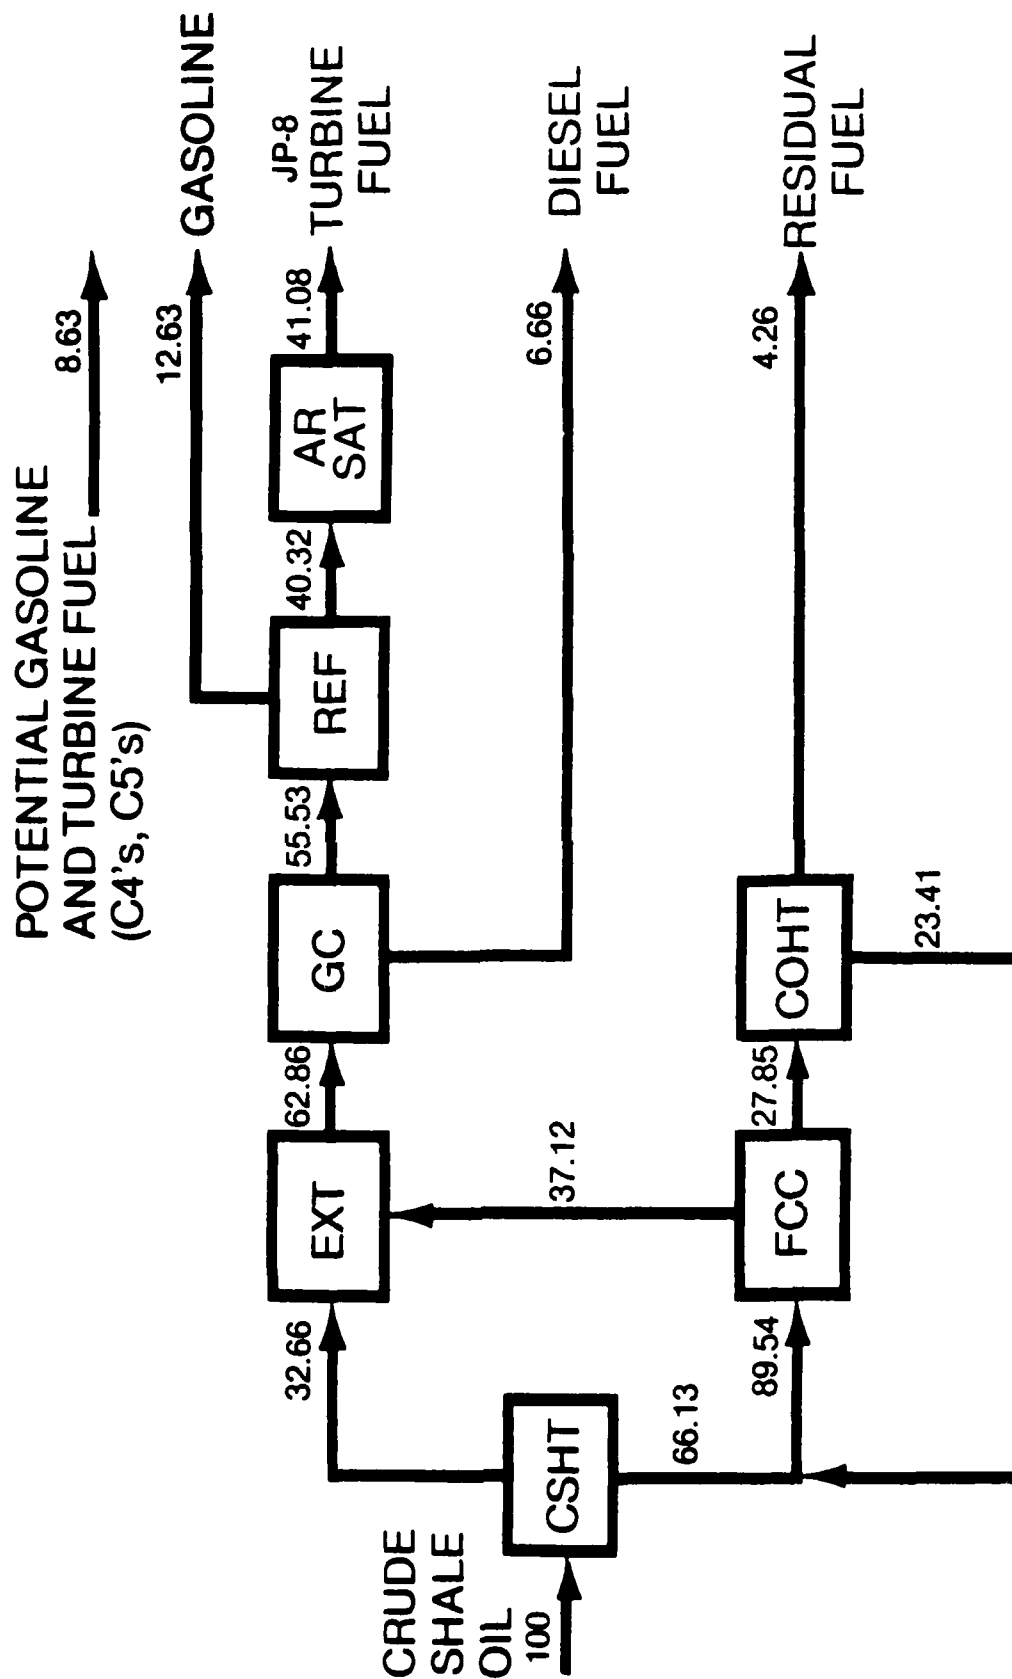 POTENTIAL GASOLINE
AND TURBINE FUEL
(C4's, C5's)
8.63
12.63
GASOLINE
CRUDE
SHALE
OIL
100
CSHT
32.66
EXT
62.86
GC
55.53
REF
40.32
AR
SAT
41.08
JP-8
TURBINE
FUEL
37.12
6.66
DIESEL
FUEL
66.13
89.54
FCC
27.85
COHT
4.26
RESIDUAL
FUEL
23.41